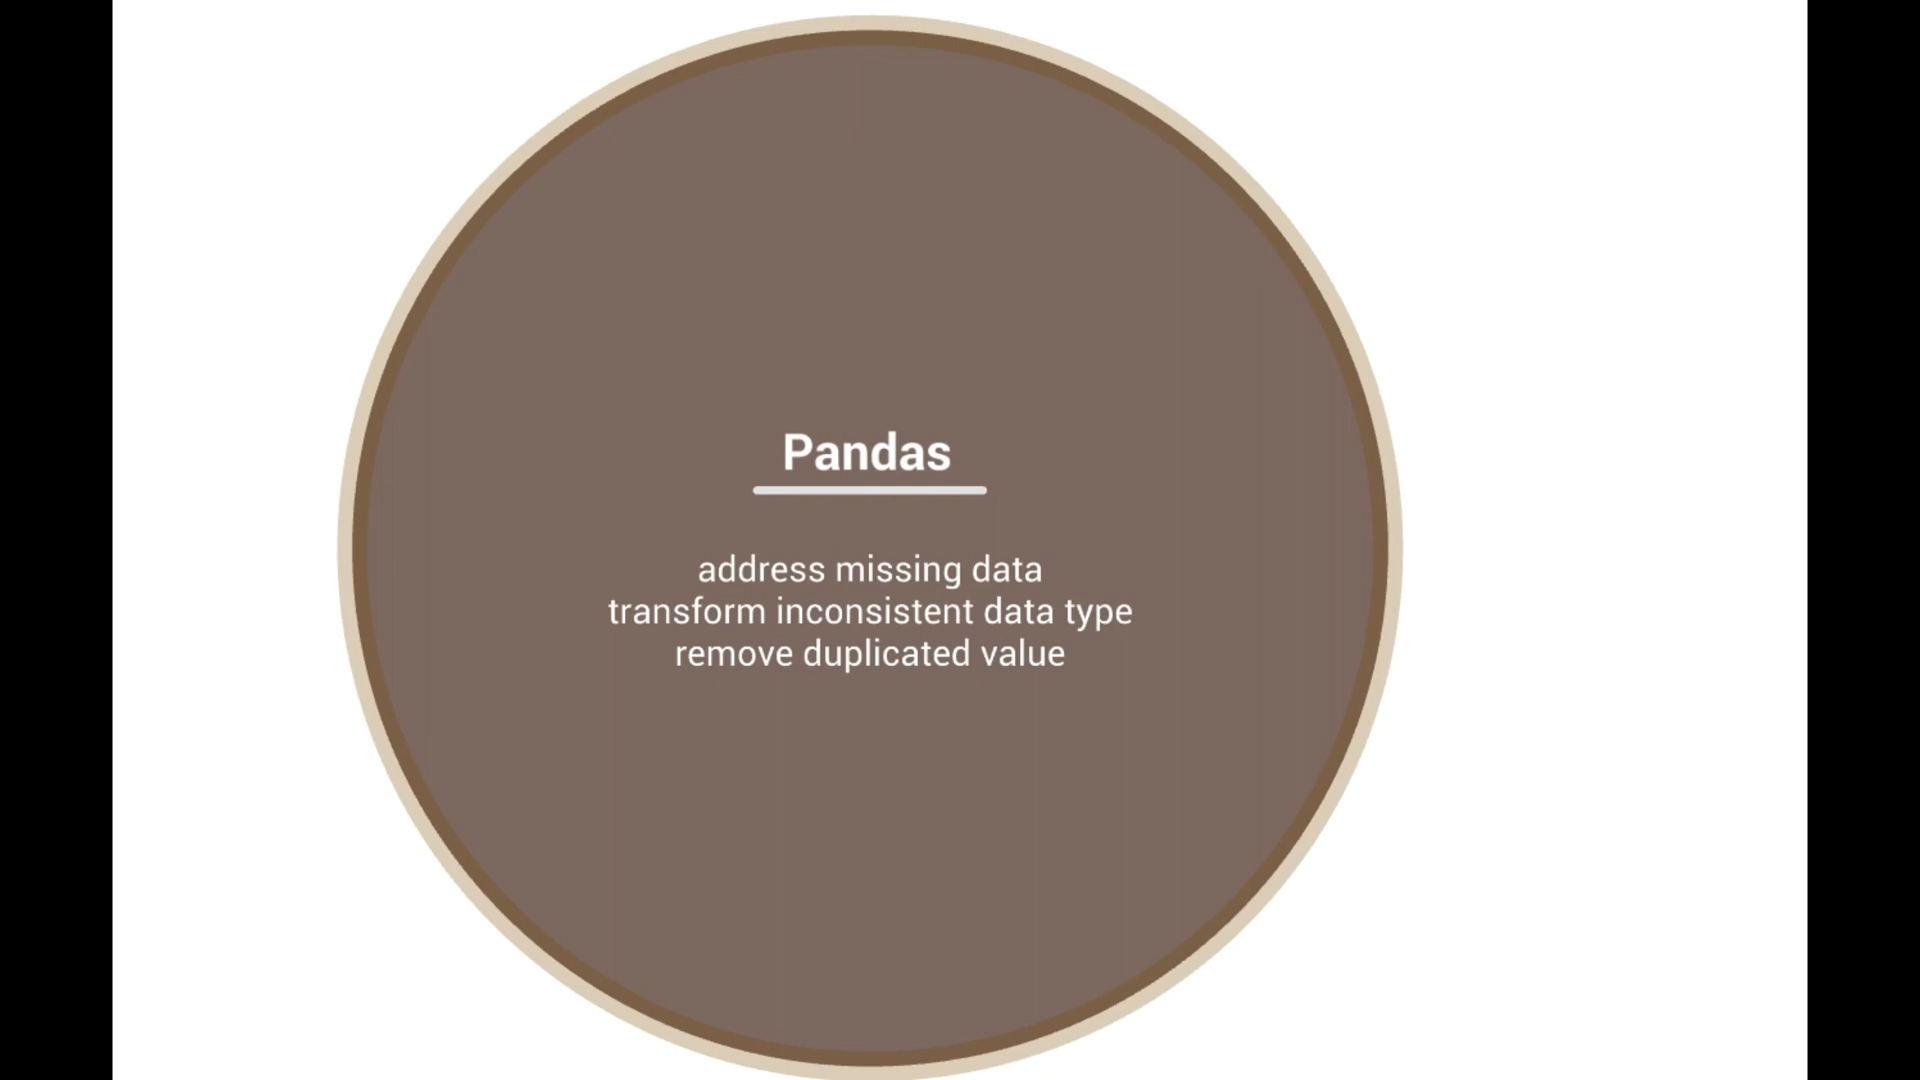 Pandas
address missing data
transform inconsistent data type
remove duplicated value